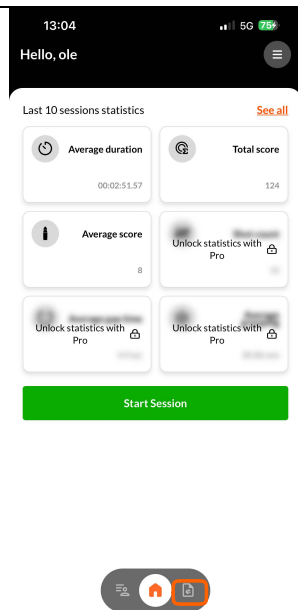 13:04
5G 75
Hello, ole
Last 10 sessions statistics
See all
Average duration
00:02:51.57
Total score
124
Average score
8
Unlock statistics with
Pro
Unlock statistics with
Pro
Unlock statistics with
Pro
Start Session